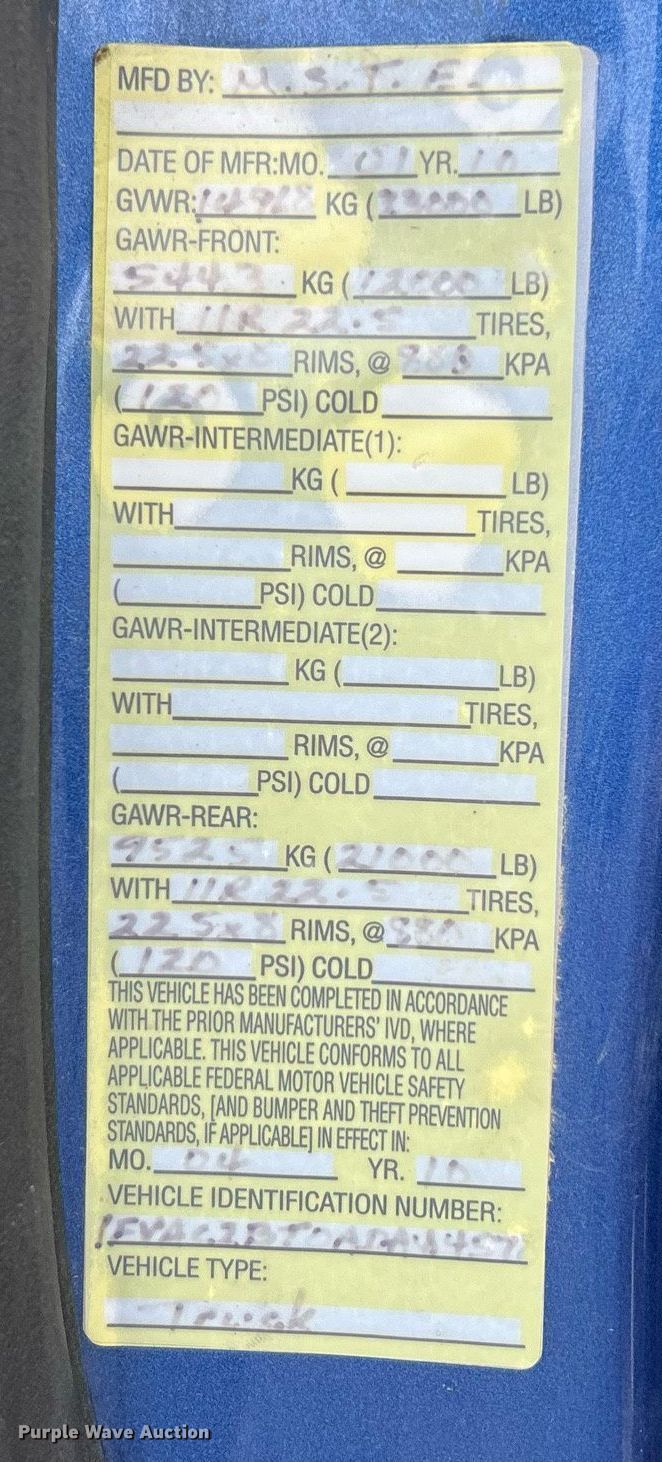 MFD BY: M.S.T.E.
DATE OF MFR:MO. 01 YR. 10
GVWR: KG ( LB)
GAWR-FRONT:
5443 KG (12000 LB)
WITH 11R 22.5 TIRES,
22.5x8 RIMS, @ KPA
(120 PSI) COLD
GAWR-INTERMEDIATE(1):
KG ( LB)
WITH TIRES,
RIMS, @ KPA
( PSI) COLD
GAWR-INTERMEDIATE(2):
KG ( LB)
WITH TIRES,
RIMS, @ KPA
( PSI) COLD
GAWR-REAR:
9525 KG (21000 LB)
WITH 11R 22.5 TIRES,
22.5x8 RIMS, @ KPA
(120 PSI) COLD
THIS VEHICLE HAS BEEN COMPLETED IN ACCORDANCE
WITH THE PRIOR MANUFACTURERS' IVD, WHERE
APPLICABLE. THIS VEHICLE CONFORMS TO ALL
APPLICABLE FEDERAL MOTOR VEHICLE SAFETY
STANDARDS, [AND BUMPER AND THEFT PREVENTION
STANDARDS, IF APPLICABLE] IN EFFECT IN:
MO. 04 YR. 10
VEHICLE IDENTIFICATION NUMBER:
VEHICLE TYPE:
Truck
Purple Wave Auction